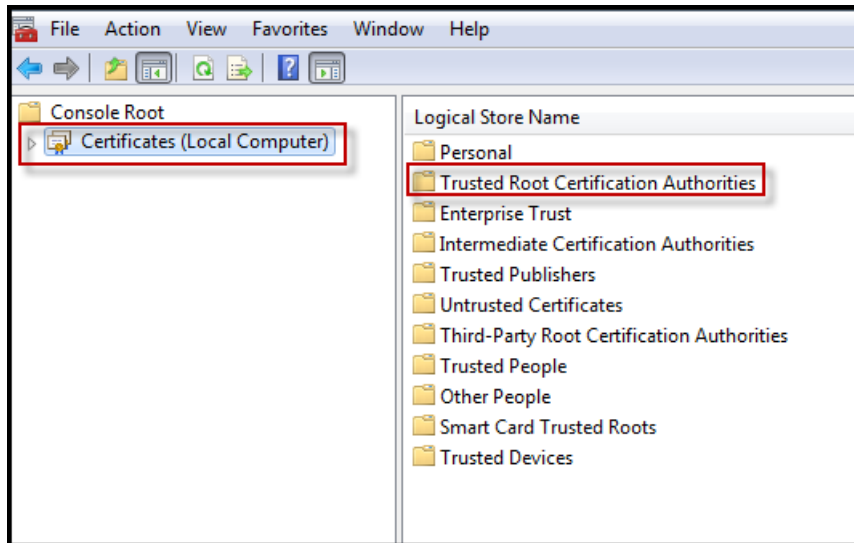 File Action View Favorites Window Help
Console Root
Certificates (Local Computer)
Logical Store Name
Personal
Trusted Root Certification Authorities
Enterprise Trust
Intermediate Certification Authorities
Trusted Publishers
Untrusted Certificates
Third-Party Root Certification Authorities
Trusted People
Other People
Smart Card Trusted Roots
Trusted Devices